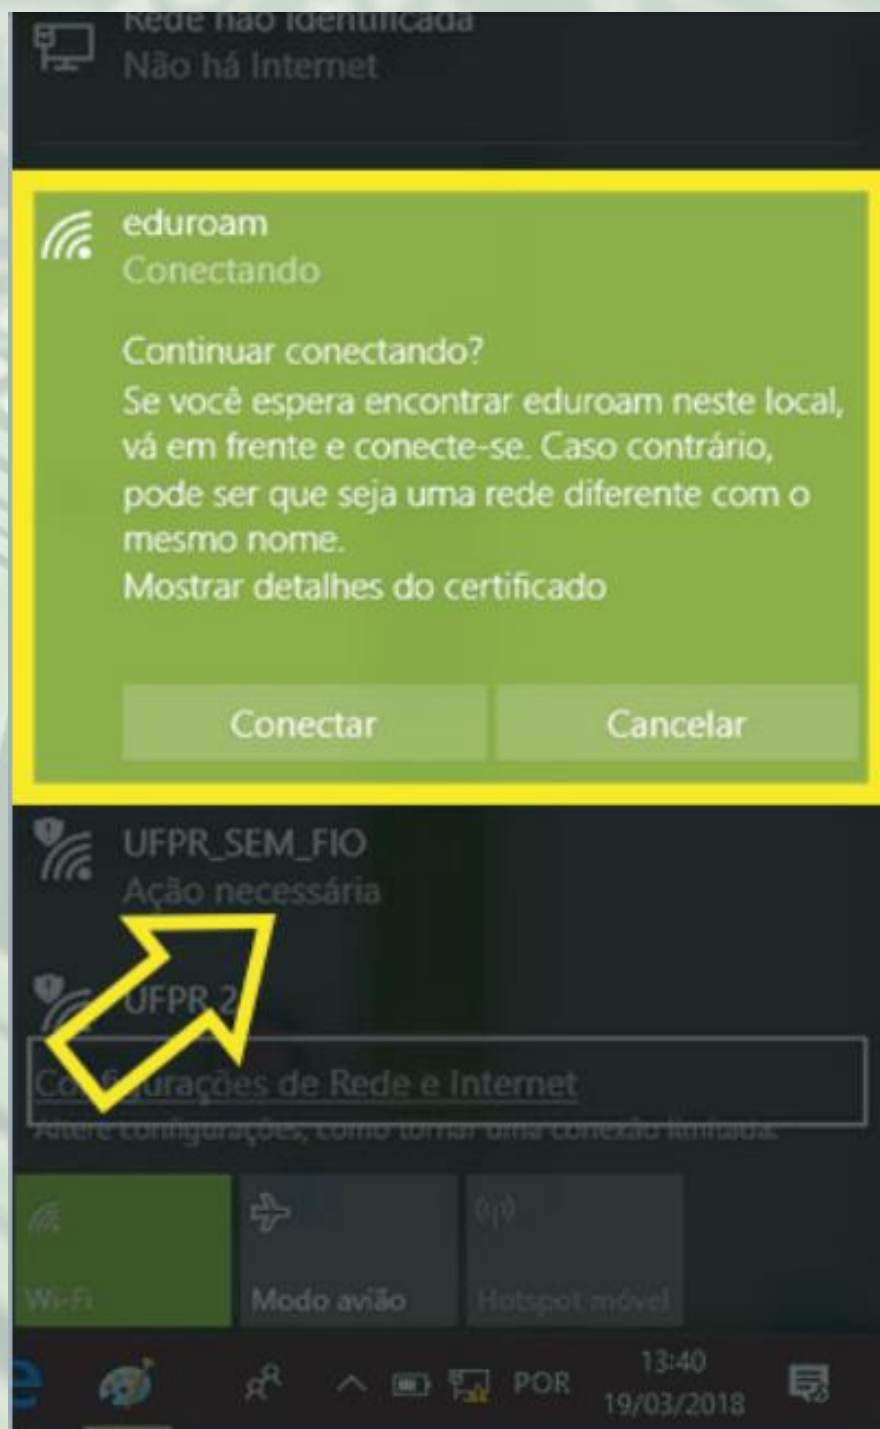 Rede não identificada
Não há Internet
eduroam
Conectando
Continuar conectando?
Se você espera encontrar eduroam neste local,
vá em frente e conecte-se. Caso contrário,
pode ser que seja uma rede diferente com o
mesmo nome.
Mostrar detalhes do certificado
Conectar Cancelar
UFPR_SEM_FIO
Ação necessária
UFPR 2
Configurações de Rede e Internet
Altere configurações, como tornar uma conexão limitada.
Wi-Fi Modo avião Hotspot móvel
POR 13:40
19/03/2018